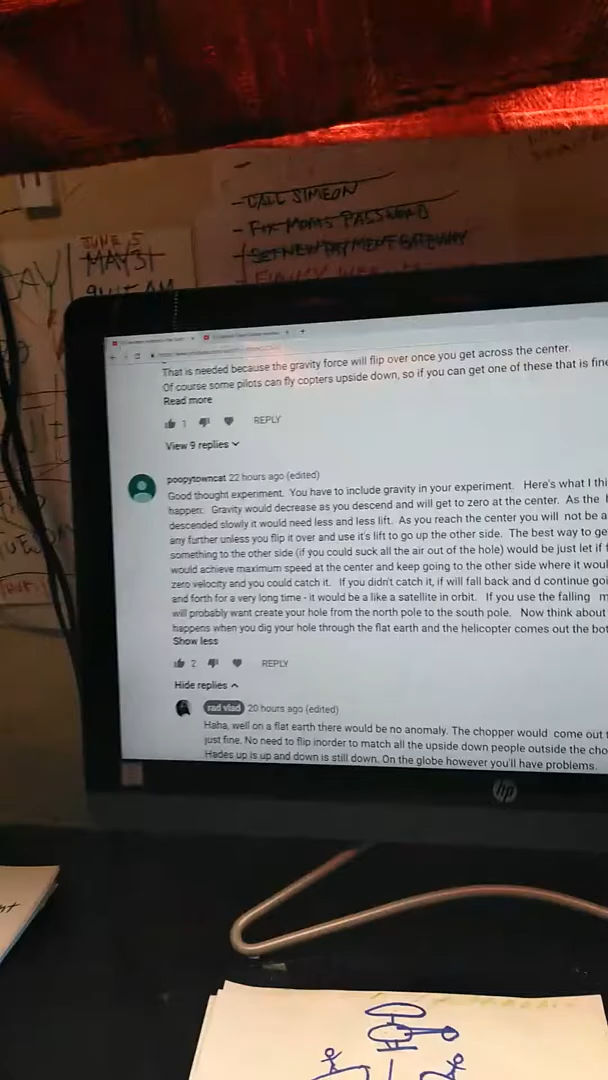 - CALL SIMEON
- FIX MOMS PASSWORD
- SET NEW PAYMENT GATEWAY
JUNE 5
MAY 31
DAY
That is needed because the gravity force will flip over once you get across the center.
Of course some pilots can fly copters upside down, so if you can get one of these that is fine
Read more
1 REPLY
View 9 replies
poopytowncat 22 hours ago (edited)
Good thought experiment. You have to include gravity in your experiment. Here's what I thi
happen: Gravity would decrease as you descend and will get to zero at the center. As the
descended slowly it would need less and less lift. As you reach the center you will not be a
any further unless you flip it over and use it's lift to go up the other side. The best way to ge
something to the other side (if you could suck all the air out of the hole) would be just let if
would achieve maximum speed at the center and keep going to the other side where it woul
zero velocity and you could catch it. If you didn't catch it, if will fall back and d continue goi
and forth for a very long time - it would be a like a satellite in orbit. If you use the falling m
will probably want create your hole from the north pole to the south pole. Now think about
happens when you dig your hole through the flat earth and the helicopter comes out the bot
Show less
2 REPLY
Hide replies
rad vlad 20 hours ago (edited)
Haha, well on a flat earth there would be no anomaly. The chopper would come out
just fine. No need to flip inorder to match all the upside down people outside the cho
Hades up is up and down is still down. On the globe however you'll have problems.
hp